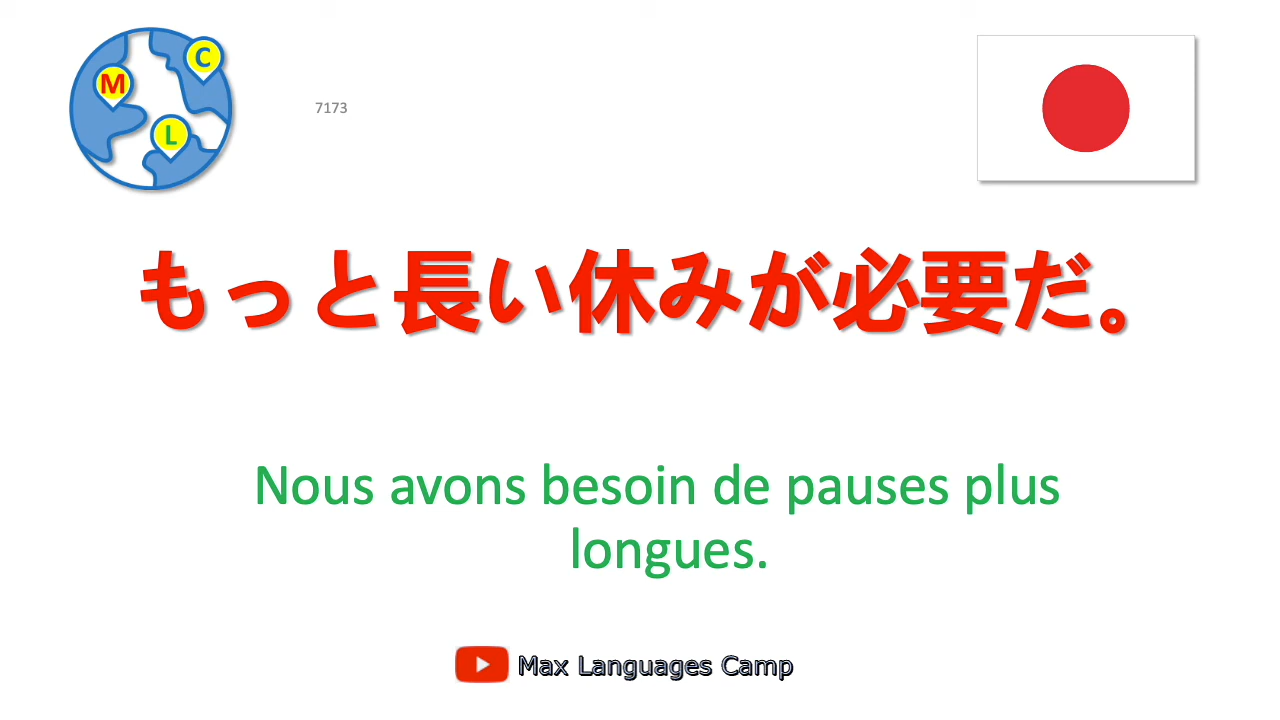 M
C
L
7173
もっと長い休みが必要だ。
Nous avons besoin de pauses plus
longues.
Max Languages Camp